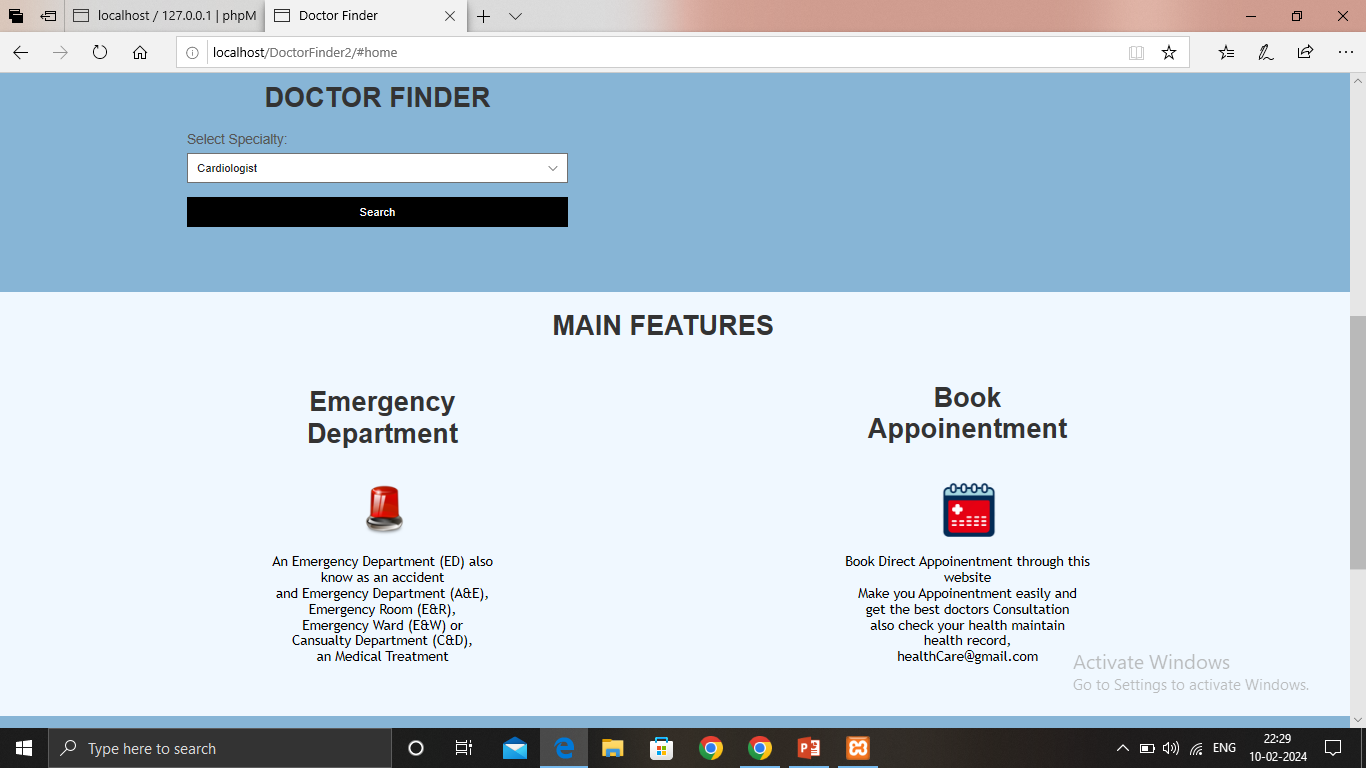 localhost / 127.0.0.1 | phpM
Doctor Finder
localhost/DoctorFinder2/#home
DOCTOR FINDER
Select Specialty:
Cardiologist
Search
MAIN FEATURES
Emergency
Department
An Emergency Department (ED) also
know as an accident
and Emergency Department (A&E),
Emergency Room (E&R),
Emergency Ward (E&W) or
Cansualty Department (C&D),
an Medical Treatment
Book
Appoinentment
Book Direct Appoinentment through this
website
Make you Appoinentment easily and
get the best doctors Consultation
also check your health maintain
health record,
healthCare@gmail.com
Activate Windows
Go to Settings to activate Windows.
Type here to search
ENG
22:29
10-02-2024